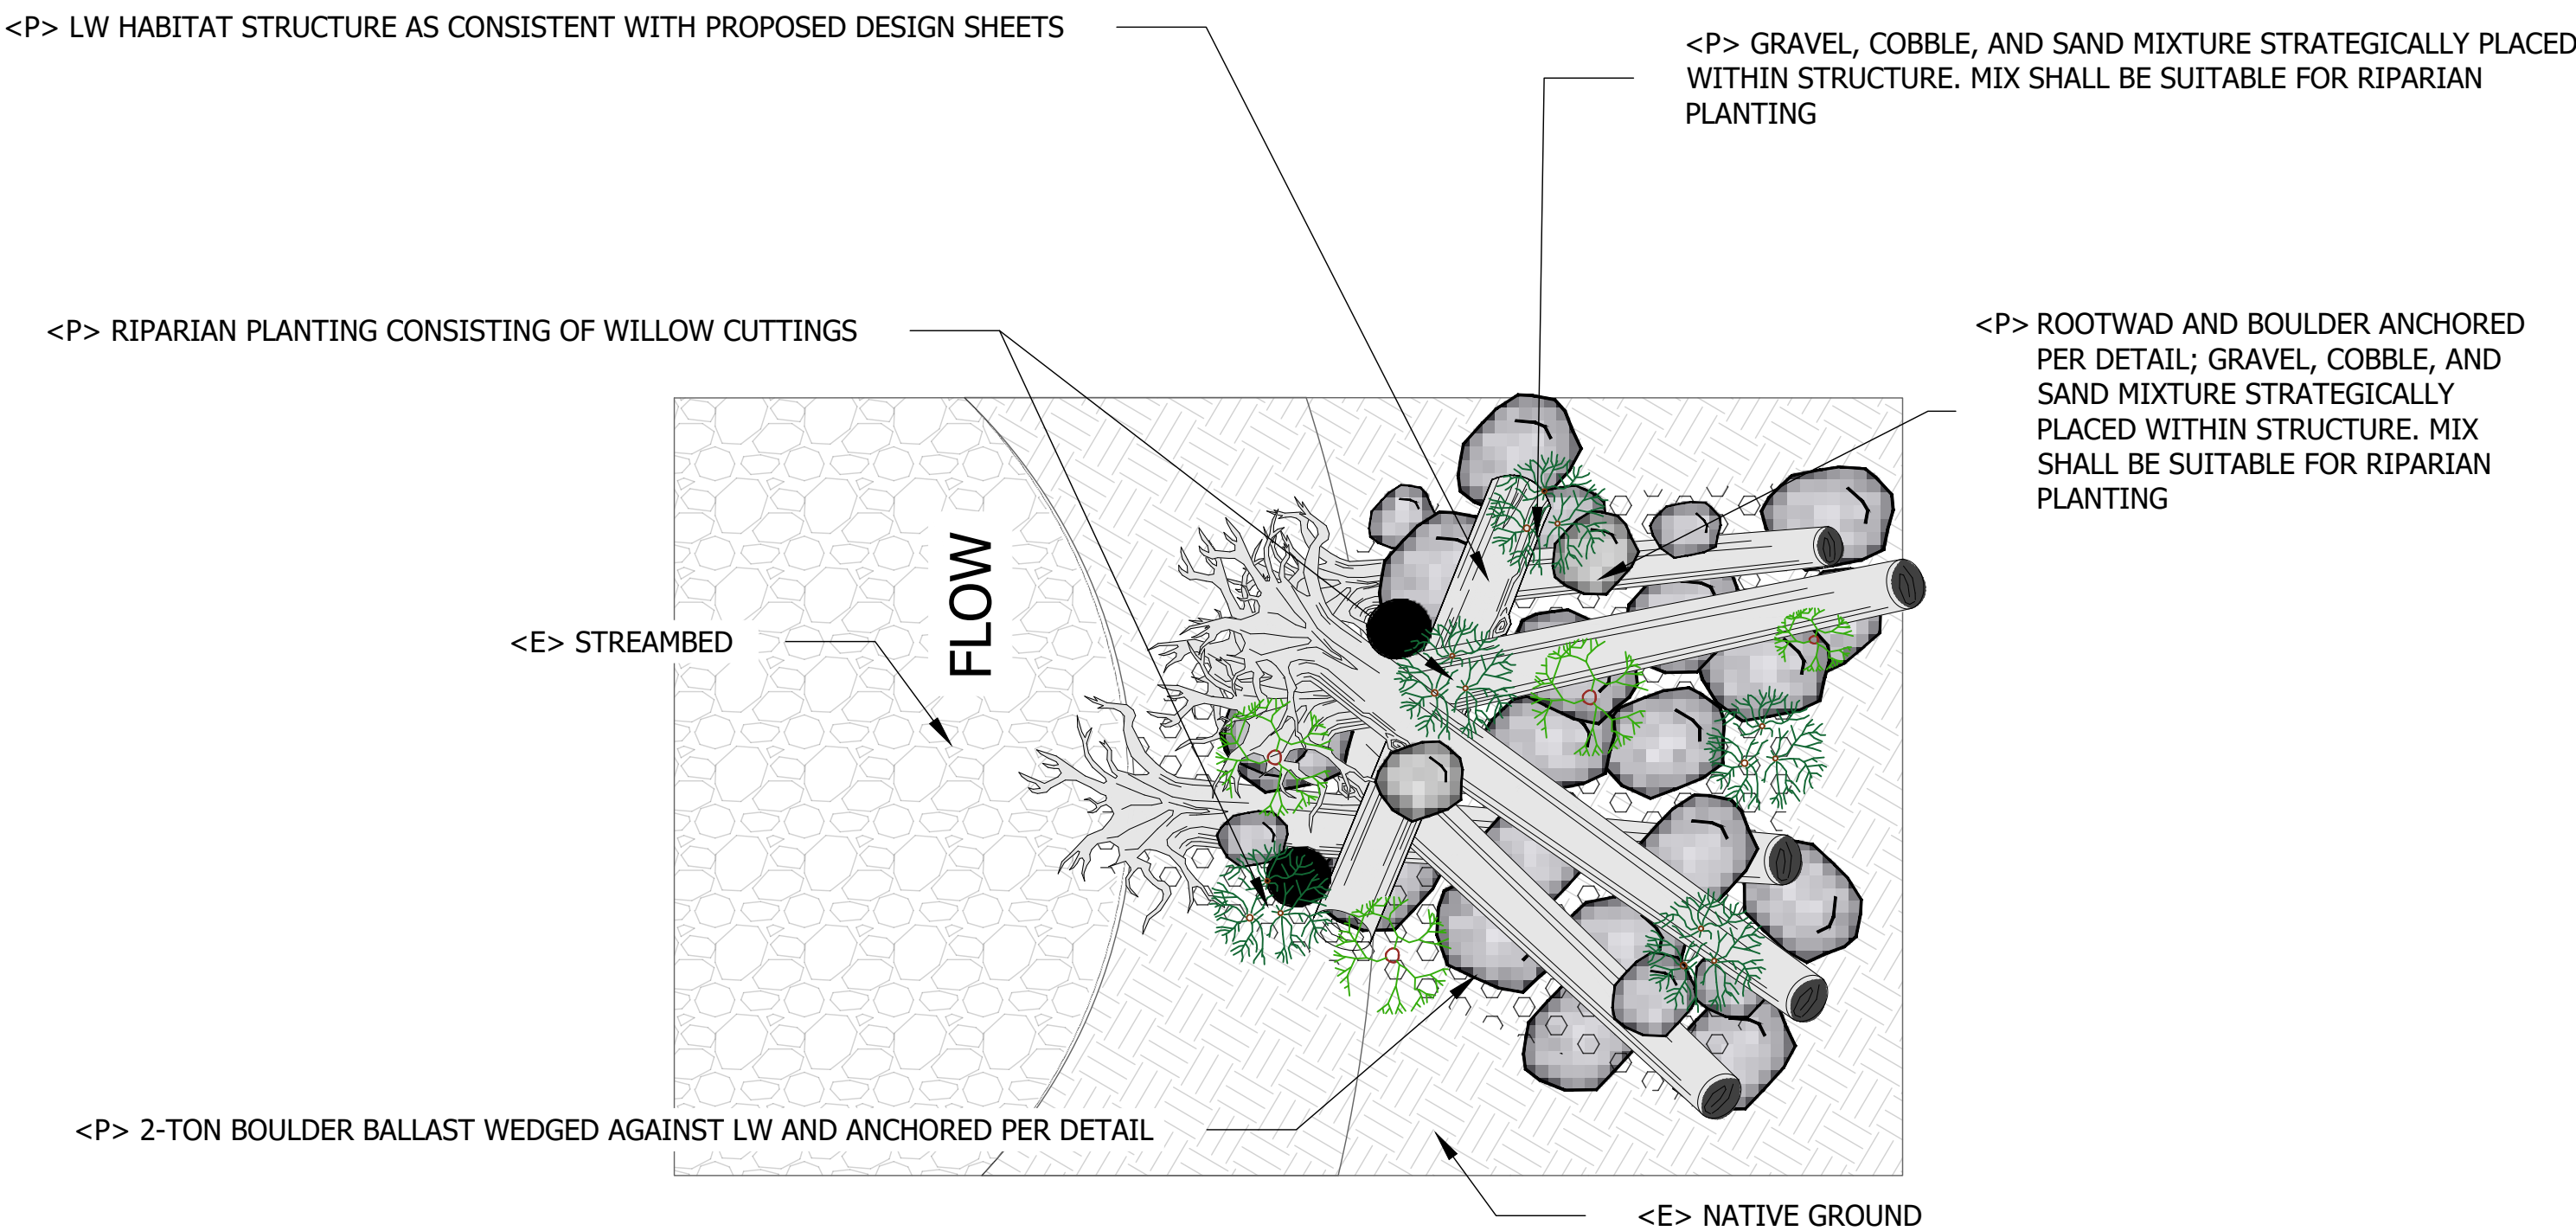 <P> LW HABITAT STRUCTURE AS CONSISTENT WITH PROPOSED DESIGN SHEETS
<P> GRAVEL, COBBLE, AND SAND MIXTURE STRATEGICALLY PLACED
WITHIN STRUCTURE. MIX SHALL BE SUITABLE FOR RIPARIAN
PLANTING
<P> RIPARIAN PLANTING CONSISTING OF WILLOW CUTTINGS
<P> ROOTWAD AND BOULDER ANCHORED
PER DETAIL; GRAVEL, COBBLE, AND
SAND MIXTURE STRATEGICALLY
PLACED WITHIN STRUCTURE. MIX
SHALL BE SUITABLE FOR RIPARIAN
PLANTING
FLOW
<E> STREAMBED
<P> 2-TON BOULDER BALLAST WEDGED AGAINST LW AND ANCHORED PER DETAIL
<E> NATIVE GROUND